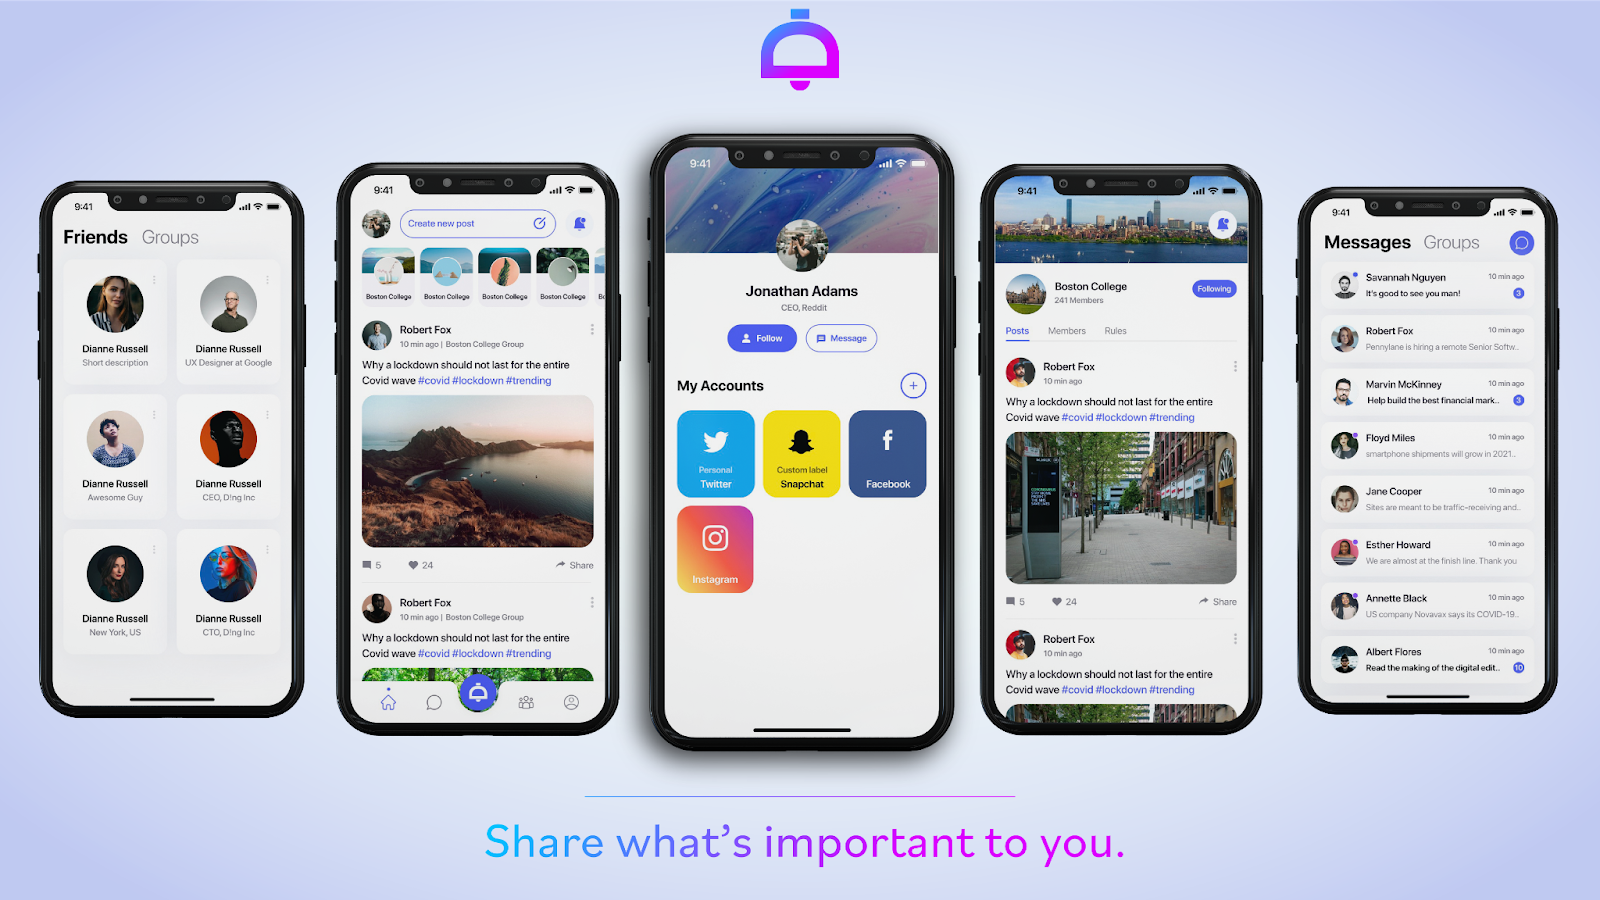 9:41
Friends Groups
Dianne Russell
Short description
Dianne Russell
UX Designer at Google
Dianne Russell
Awesome Guy
Dianne Russell
CEO, D!ng Inc
Dianne Russell
New York, US
Dianne Russell
CTO, D!ng Inc
9:41
Create new post
Boston College
Boston College
Boston College
Boston College
Robert Fox
10 min ago | Boston College Group
Why a lockdown should not last for the entire
Covid wave #covid #lockdown #trending
5 24 Share
Robert Fox
10 min ago | Boston College Group
Why a lockdown should not last for the entire
Covid wave #covid #lockdown #trending
9:41
Jonathan Adams
CEO, Reddit
Follow Message
My Accounts
Personal
Twitter
Custom label
Snapchat
Facebook
Instagram
9:41
Boston College
241 Members
Following
Posts Members Rules
Robert Fox
10 min ago
Why a lockdown should not last for the entire
Covid wave #covid #lockdown #trending
5 24 Share
Robert Fox
10 min ago
Why a lockdown should not last for the entire
Covid wave #covid #lockdown #trending
9:41
Messages Groups
Savannah Nguyen 10 min ago
It's good to see you man! 3
Robert Fox 10 min ago
Pennylane is hiring a remote Senior Softw...
Marvin McKinney 10 min ago
Help build the best financial mark.. 3
Floyd Miles 10 min ago
smartphone shipments will grow in 2021...
Jane Cooper 10 min ago
Sites are meant to be traffic-receiving and...
Esther Howard 10 min ago
We are almost at the finish line. Thank you
Annette Black 10 min ago
US company Novavax says its COVID-19...
Albert Flores 10 min ago
Read the making of the digital edit.. 10
Share what's important to you.